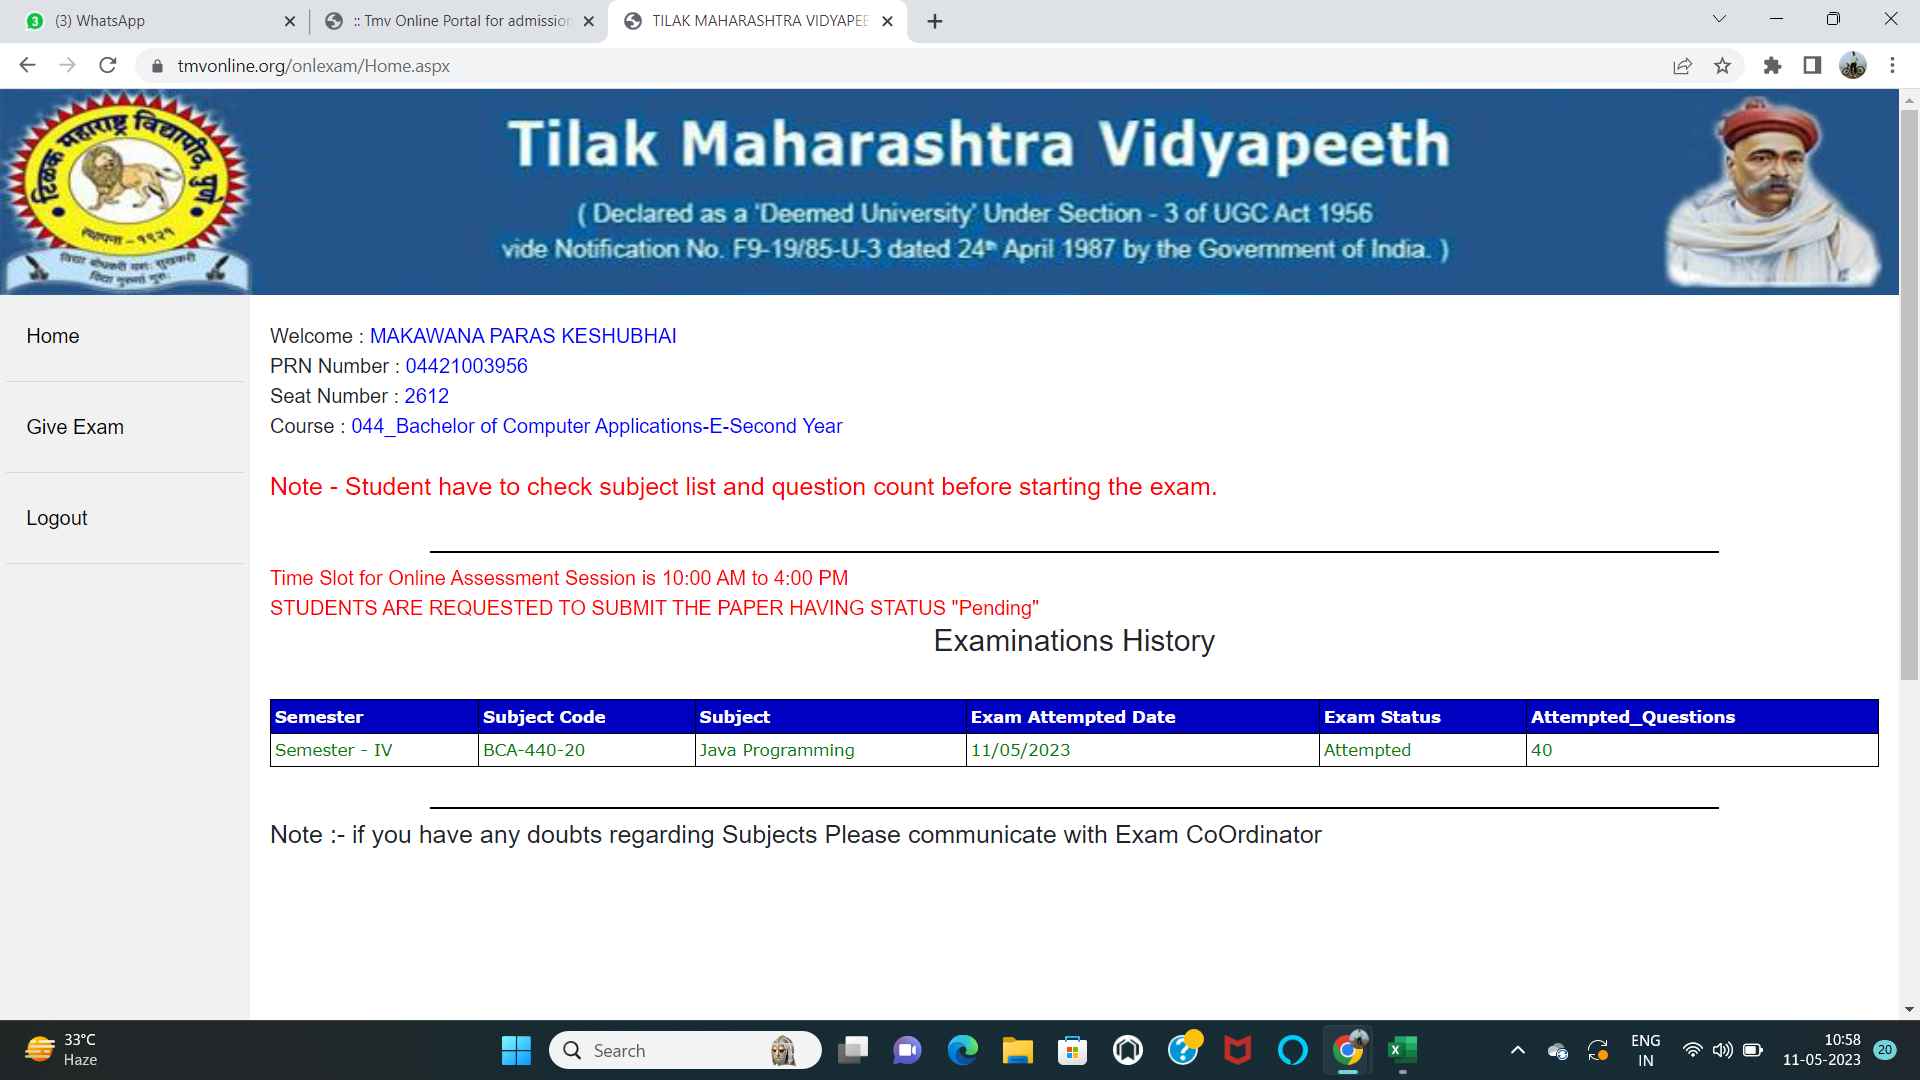 (3) WhatsApp
:: Tmv Online Portal for admission
TILAK MAHARASHTRA VIDYAPEE
tmvonline.org/onlexam/Home.aspx
टिळक महाराष्ट्र विद्यापीठ, पुणे
स्थापना - १९२१
Tilak Maharashtra Vidyapeeth
( Declared as a 'Deemed University' Under Section - 3 of UGC Act 1956
vide Notification No. F9-19/85-U-3 dated 24th April 1987 by the Government of India. )
Home
Give Exam
Logout
Welcome : MAKAWANA PARAS KESHUBHAI
PRN Number : 04421003956
Seat Number : 2612
Course : 044_Bachelor of Computer Applications-E-Second Year
Note - Student have to check subject list and question count before starting the exam.
Time Slot for Online Assessment Session is 10:00 AM to 4:00 PM
STUDENTS ARE REQUESTED TO SUBMIT THE PAPER HAVING STATUS "Pending"
Examinations History
Semester Subject Code Subject Exam Attempted Date Exam Status Attempted_Questions
Semester - IV BCA-440-20 Java Programming 11/05/2023 Attempted 40
Note :- if you have any doubts regarding Subjects Please communicate with Exam CoOrdinator
33°C
Haze
Search
ENG
IN
10:58
11-05-2023
20